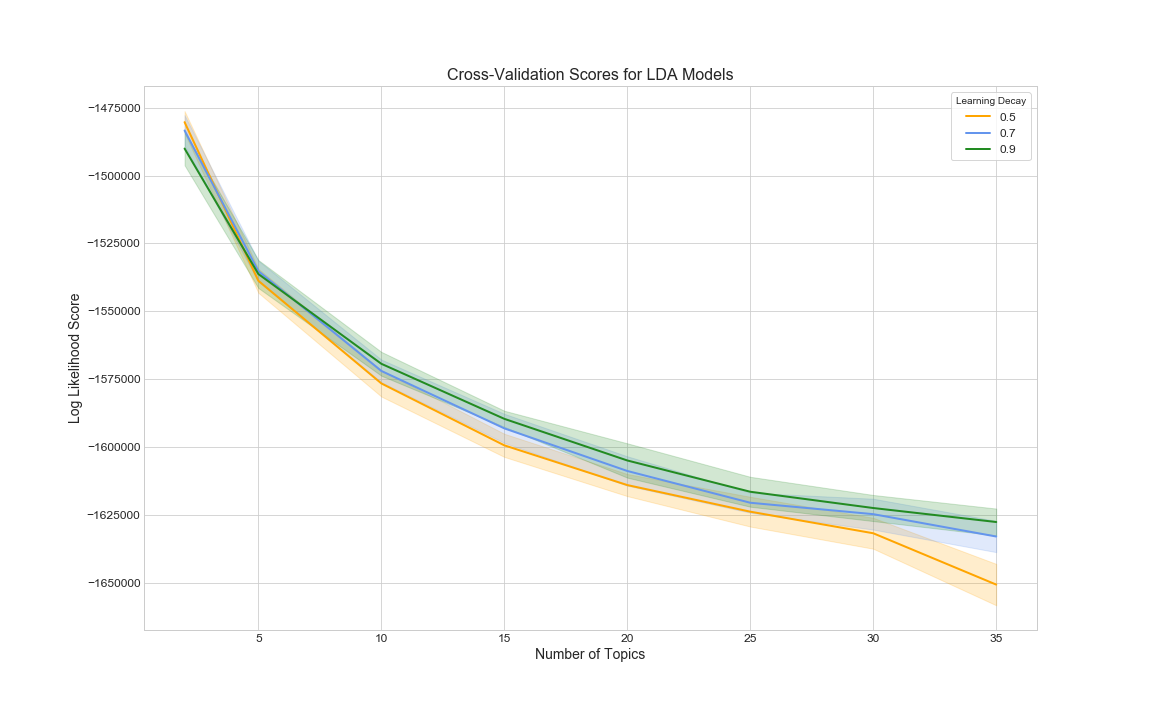 Cross-Validation Scores for LDA Models
Learning Decay
0.5
0.7
0.9
Log Likelihood Score
−1475000
−1500000
−1525000
−1550000
−1575000
−1600000
−1625000
−1650000
5 10 15 20 25 30 35
Number of Topics